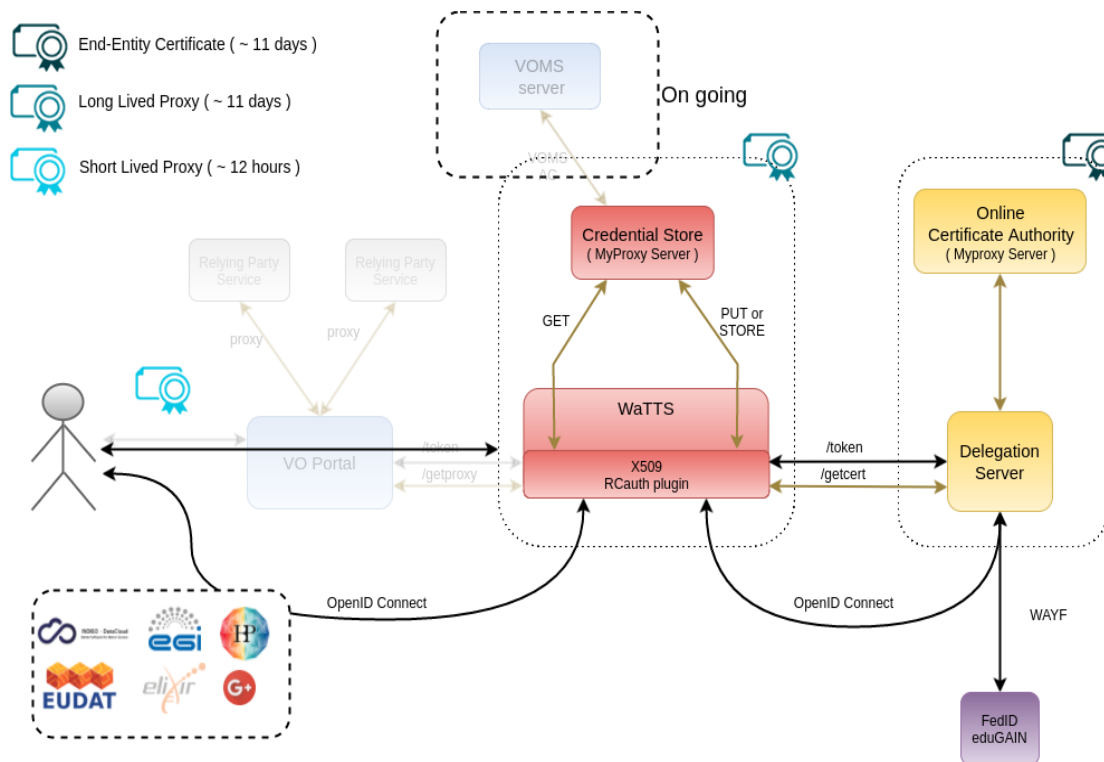 End-Entity Certificate ( ~ 11 days )
Long Lived Proxy ( ~ 11 days )
Short Lived Proxy ( ~ 12 hours )
VOMS
server
On going
VOMS
AC
Credential Store
( MyProxy Server )
Online
Certificate Authority
( Myproxy Server )
Relying Party
Service
Relying Party
Service
proxy
proxy
GET
PUT or
STORE
WaTTS
X509
RCauth plugin
VO Portal
/token
/getproxy
/token
/getcert
Delegation
Server
OpenID Connect
OpenID Connect
WAYF
INDIGO - DataCloud
eGI
HP
EUDAT
elixir
G+
FedID
eduGAIN